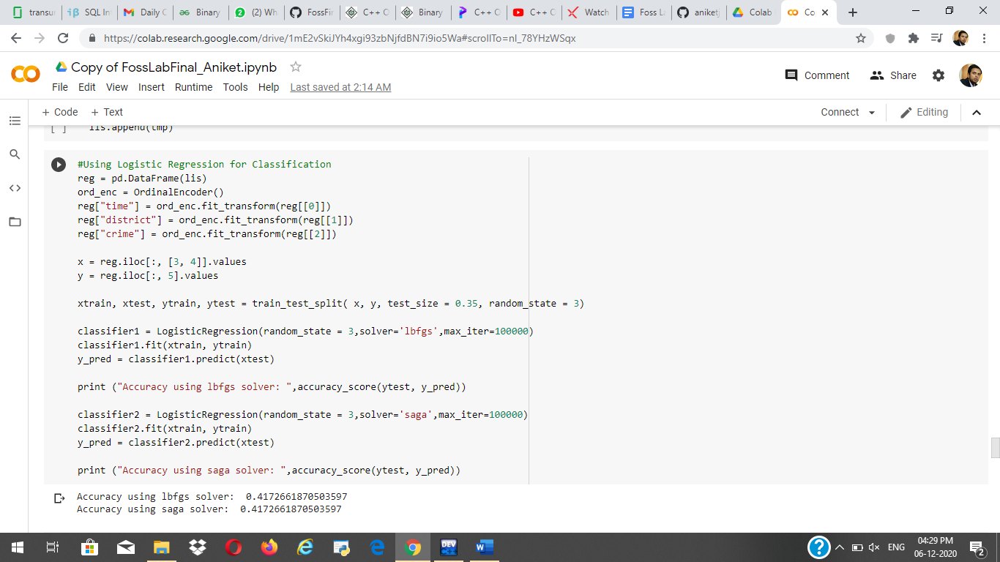 transur
SQL In
Daily C
Binary
(2) Wh
FossFir
C++ C
Binary
C++ C
C++ C
Watch
Foss La
aniketj
Colab
Co
https://colab.research.google.com/drive/1mE2vSkiJYh4xgi93zbNjfdBN7i9io5Wa#scrollTo=nl_78YHzWSqx
Copy of FossLabFinal_Aniket.ipynb
Comment
Share
File Edit View Insert Runtime Tools Help Last saved at 2:14 AM
+ Code + Text
Connect
Editing
[ ] lis.append(tmp)
#Using Logistic Regression for Classification
reg = pd.DataFrame(lis)
ord_enc = OrdinalEncoder()
reg["time"] = ord_enc.fit_transform(reg[[0]])
reg["district"] = ord_enc.fit_transform(reg[[1]])
reg["crime"] = ord_enc.fit_transform(reg[[2]])
x = reg.iloc[:, [3, 4]].values
y = reg.iloc[:, 5].values
xtrain, xtest, ytrain, ytest = train_test_split( x, y, test_size = 0.35, random_state = 3)
classifier1 = LogisticRegression(random_state = 3,solver='lbfgs',max_iter=100000)
classifier1.fit(xtrain, ytrain)
y_pred = classifier1.predict(xtest)
print ("Accuracy using lbfgs solver: ",accuracy_score(ytest, y_pred))
classifier2 = LogisticRegression(random_state = 3,solver='saga',max_iter=100000)
classifier2.fit(xtrain, ytrain)
y_pred = classifier2.predict(xtest)
print ("Accuracy using saga solver: ",accuracy_score(ytest, y_pred))
Accuracy using lbfgs solver:  0.4172661870503597
Accuracy using saga solver:  0.4172661870503597
DEV C++
ENG
04:29 PM
06-12-2020
2